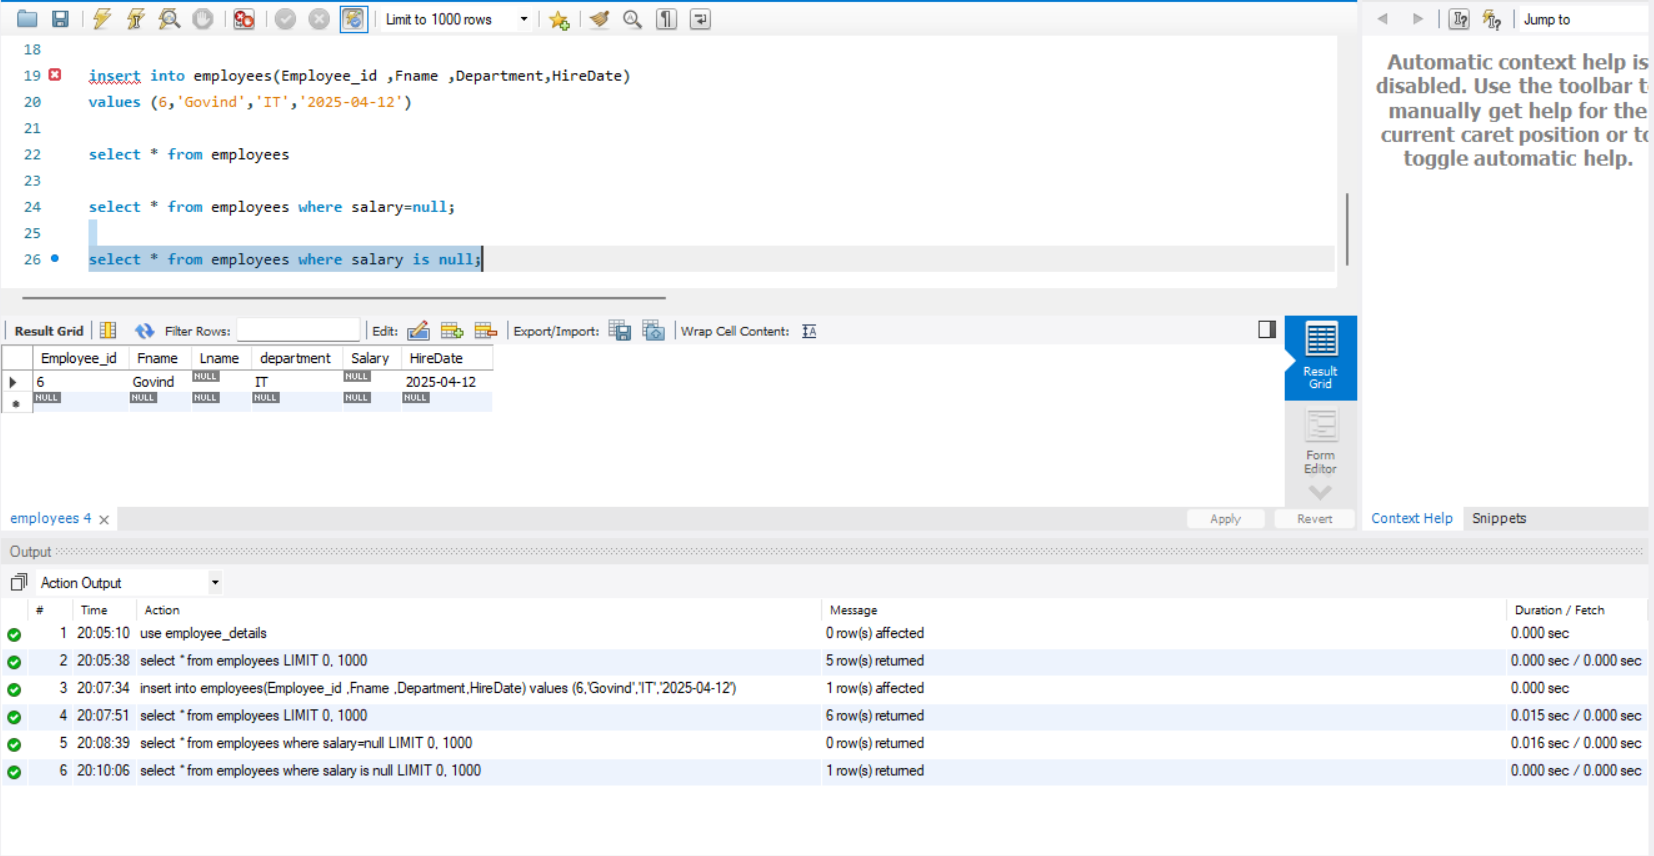 Limit to 1000 rows
Jump to
18
19 insert into employees(Employee_id ,Fname ,Department,HireDate)
20 values (6,'Govind','IT','2025-04-12')
21
22 select * from employees
23
24 select * from employees where salary=null;
25
26 select * from employees where salary is null;
Automatic context help is
disabled. Use the toolbar t
manually get help for the
current caret position or to
toggle automatic help.
Result Grid Filter Rows: Edit: Export/Import: Wrap Cell Content:
Employee_id Fname Lname department Salary HireDate
6 Govind NULL IT NULL 2025-04-12
NULL NULL NULL NULL NULL NULL
Result
Grid
Form
Editor
employees 4
Apply Revert
Context Help Snippets
Output
Action Output
# Time Action Message Duration / Fetch
1 20:05:10 use employee_details 0 row(s) affected 0.000 sec
2 20:05:38 select * from employees LIMIT 0, 1000 5 row(s) returned 0.000 sec / 0.000 sec
3 20:07:34 insert into employees(Employee_id ,Fname ,Department,HireDate) values (6,'Govind','IT','2025-04-12') 1 row(s) affected 0.000 sec
4 20:07:51 select * from employees LIMIT 0, 1000 6 row(s) returned 0.015 sec / 0.000 sec
5 20:08:39 select * from employees where salary=null LIMIT 0, 1000 0 row(s) returned 0.016 sec / 0.000 sec
6 20:10:06 select * from employees where salary is null LIMIT 0, 1000 1 row(s) returned 0.000 sec / 0.000 sec